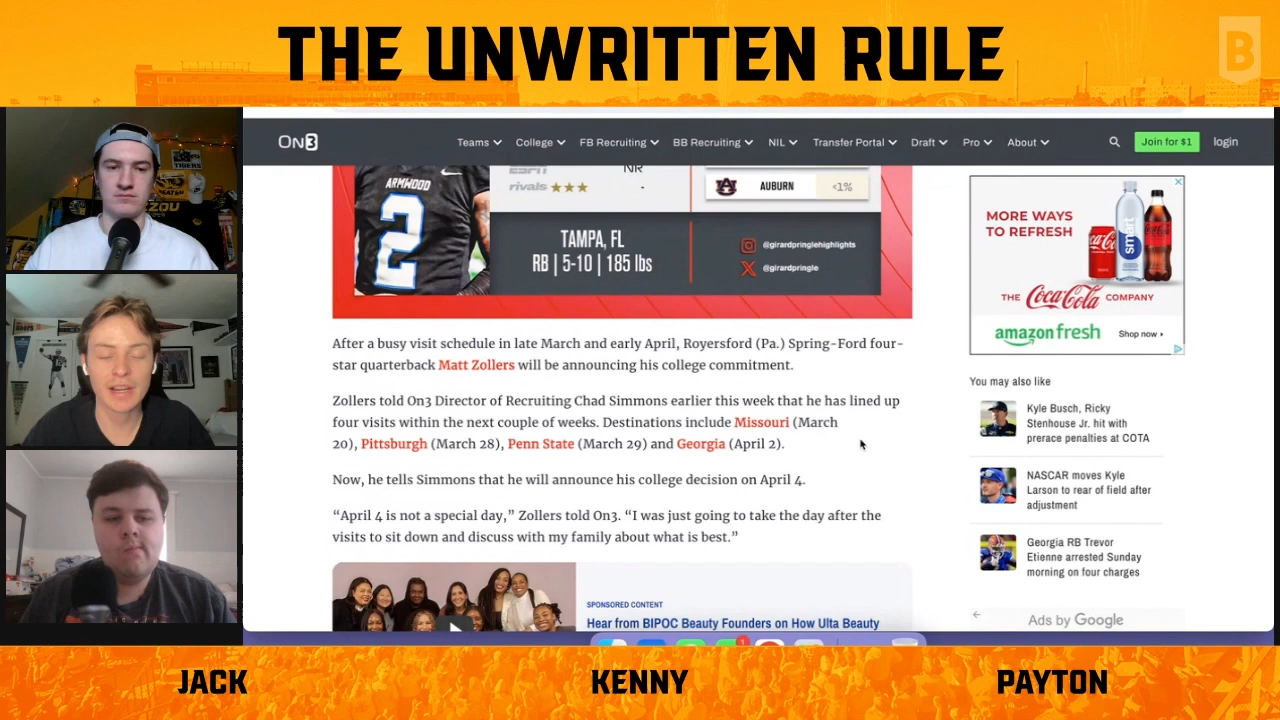 THE UNWRITTEN RULE
B
TIGERS
ZOU
On3
Teams College FB Recruiting BB Recruiting NIL Transfer Portal Draft Pro About Join for $1 login
ARMWOOD
2
ESPN NR
rivals -
AUBURN <1%
TAMPA, FL
RB | 5-10 | 185 lbs
@girardpringlehighlights
@girardpringle
After a busy visit schedule in late March and early April, Royersford (Pa.) Spring-Ford four-
star quarterback Matt Zollers will be announcing his college commitment.
Zollers told On3 Director of Recruiting Chad Simmons earlier this week that he has lined up
four visits within the next couple of weeks. Destinations include Missouri (March
20), Pittsburgh (March 28), Penn State (March 29) and Georgia (April 2).
Now, he tells Simmons that he will announce his college decision on April 4.
“April 4 is not a special day,” Zollers told On3. “I was just going to take the day after the
visits to sit down and discuss with my family about what is best.”
SPONSORED CONTENT
Hear from BIPOC Beauty Founders on How Ulta Beauty
MORE WAYS
TO REFRESH
smart
THE Coca-Cola COMPANY
amazon fresh Shop now
You may also like
Kyle Busch, Ricky
Stenhouse Jr. hit with
prerace penalties at COTA
NASCAR moves Kyle
Larson to rear of field after
adjustment
Georgia RB Trevor
Etienne arrested Sunday
morning on four charges
Ads by Google
1
JACK KENNY PAYTON